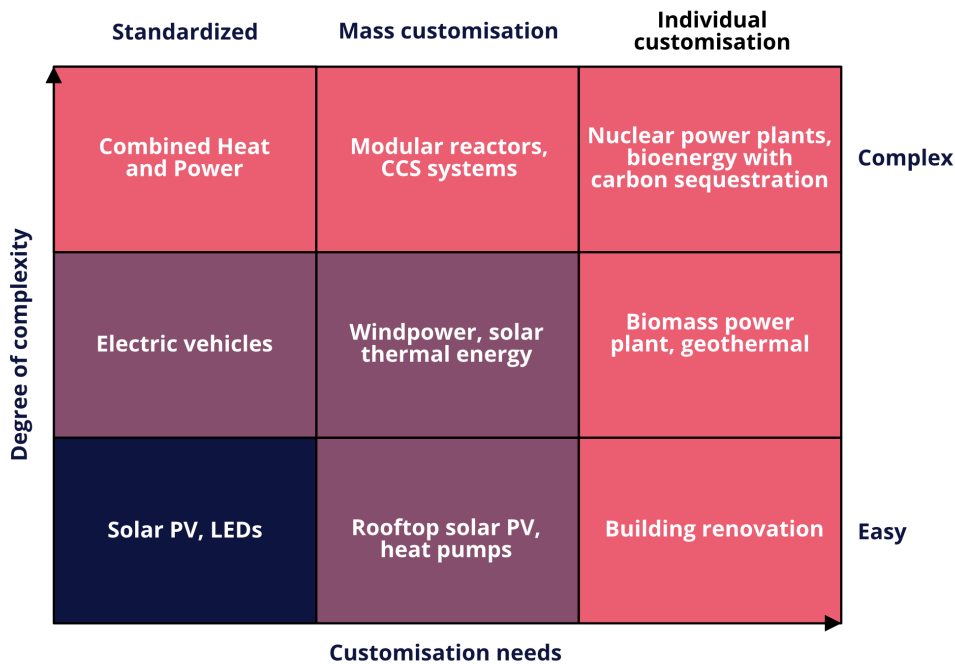 Standardized
Mass customisation
Individual
customisation
Combined Heat
and Power
Modular reactors,
CCS systems
Nuclear power plants,
bioenergy with
carbon sequestration
Complex
Degree of complexity
Electric vehicles
Windpower, solar
thermal energy
Biomass power
plant, geothermal
Solar PV, LEDs
Rooftop solar PV,
heat pumps
Building renovation
Easy
Customisation needs